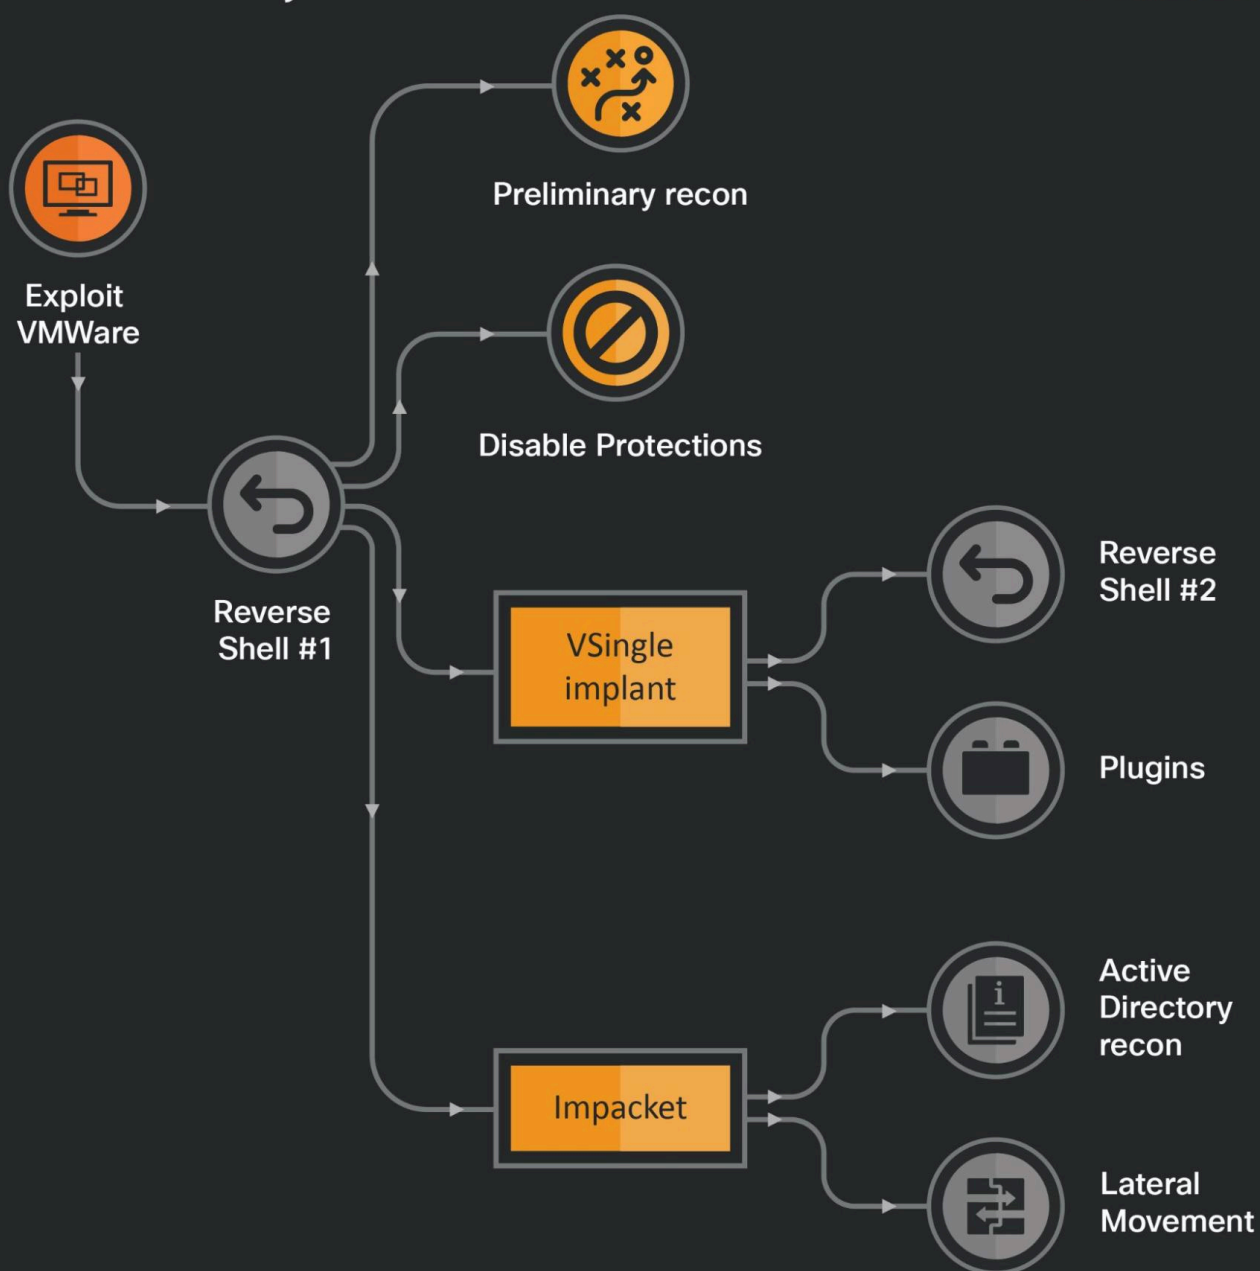 Preliminary recon
Exploit
VMWare
Disable Protections
Reverse
Shell #1
VSingle
implant
Reverse
Shell #2
Plugins
Active
Directory
recon
Impacket
Lateral
Movement